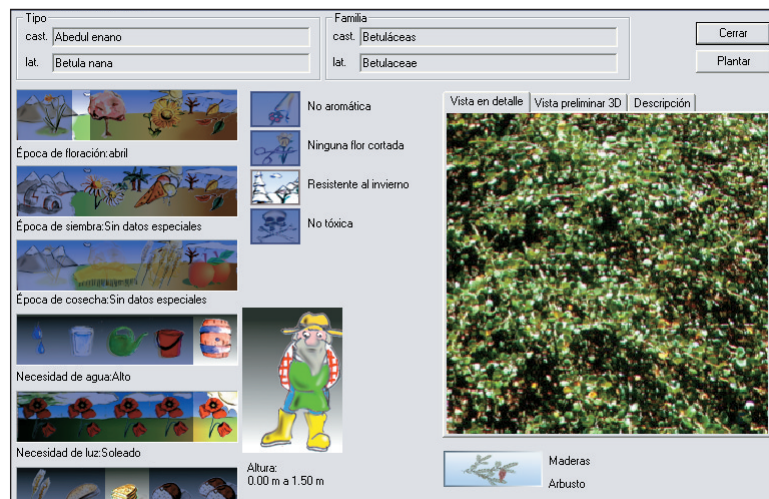 Tipo
cast. Abedul enano
lat. Betula nana
Familia
cast. Betuláceas
lat. Betulaceae
Cerrar
Plantar
Época de floración:abril
Época de siembra:Sin datos especiales
Época de cosecha:Sin datos especiales
Necesidad de agua:Alto
Necesidad de luz:Soleado
No aromática
Ninguna flor cortada
Resistente al invierno
No tóxica
Altura:
0.00 m a 1.50 m
Vista en detalle Vista preliminar 3D Descripción
Maderas
Arbusto